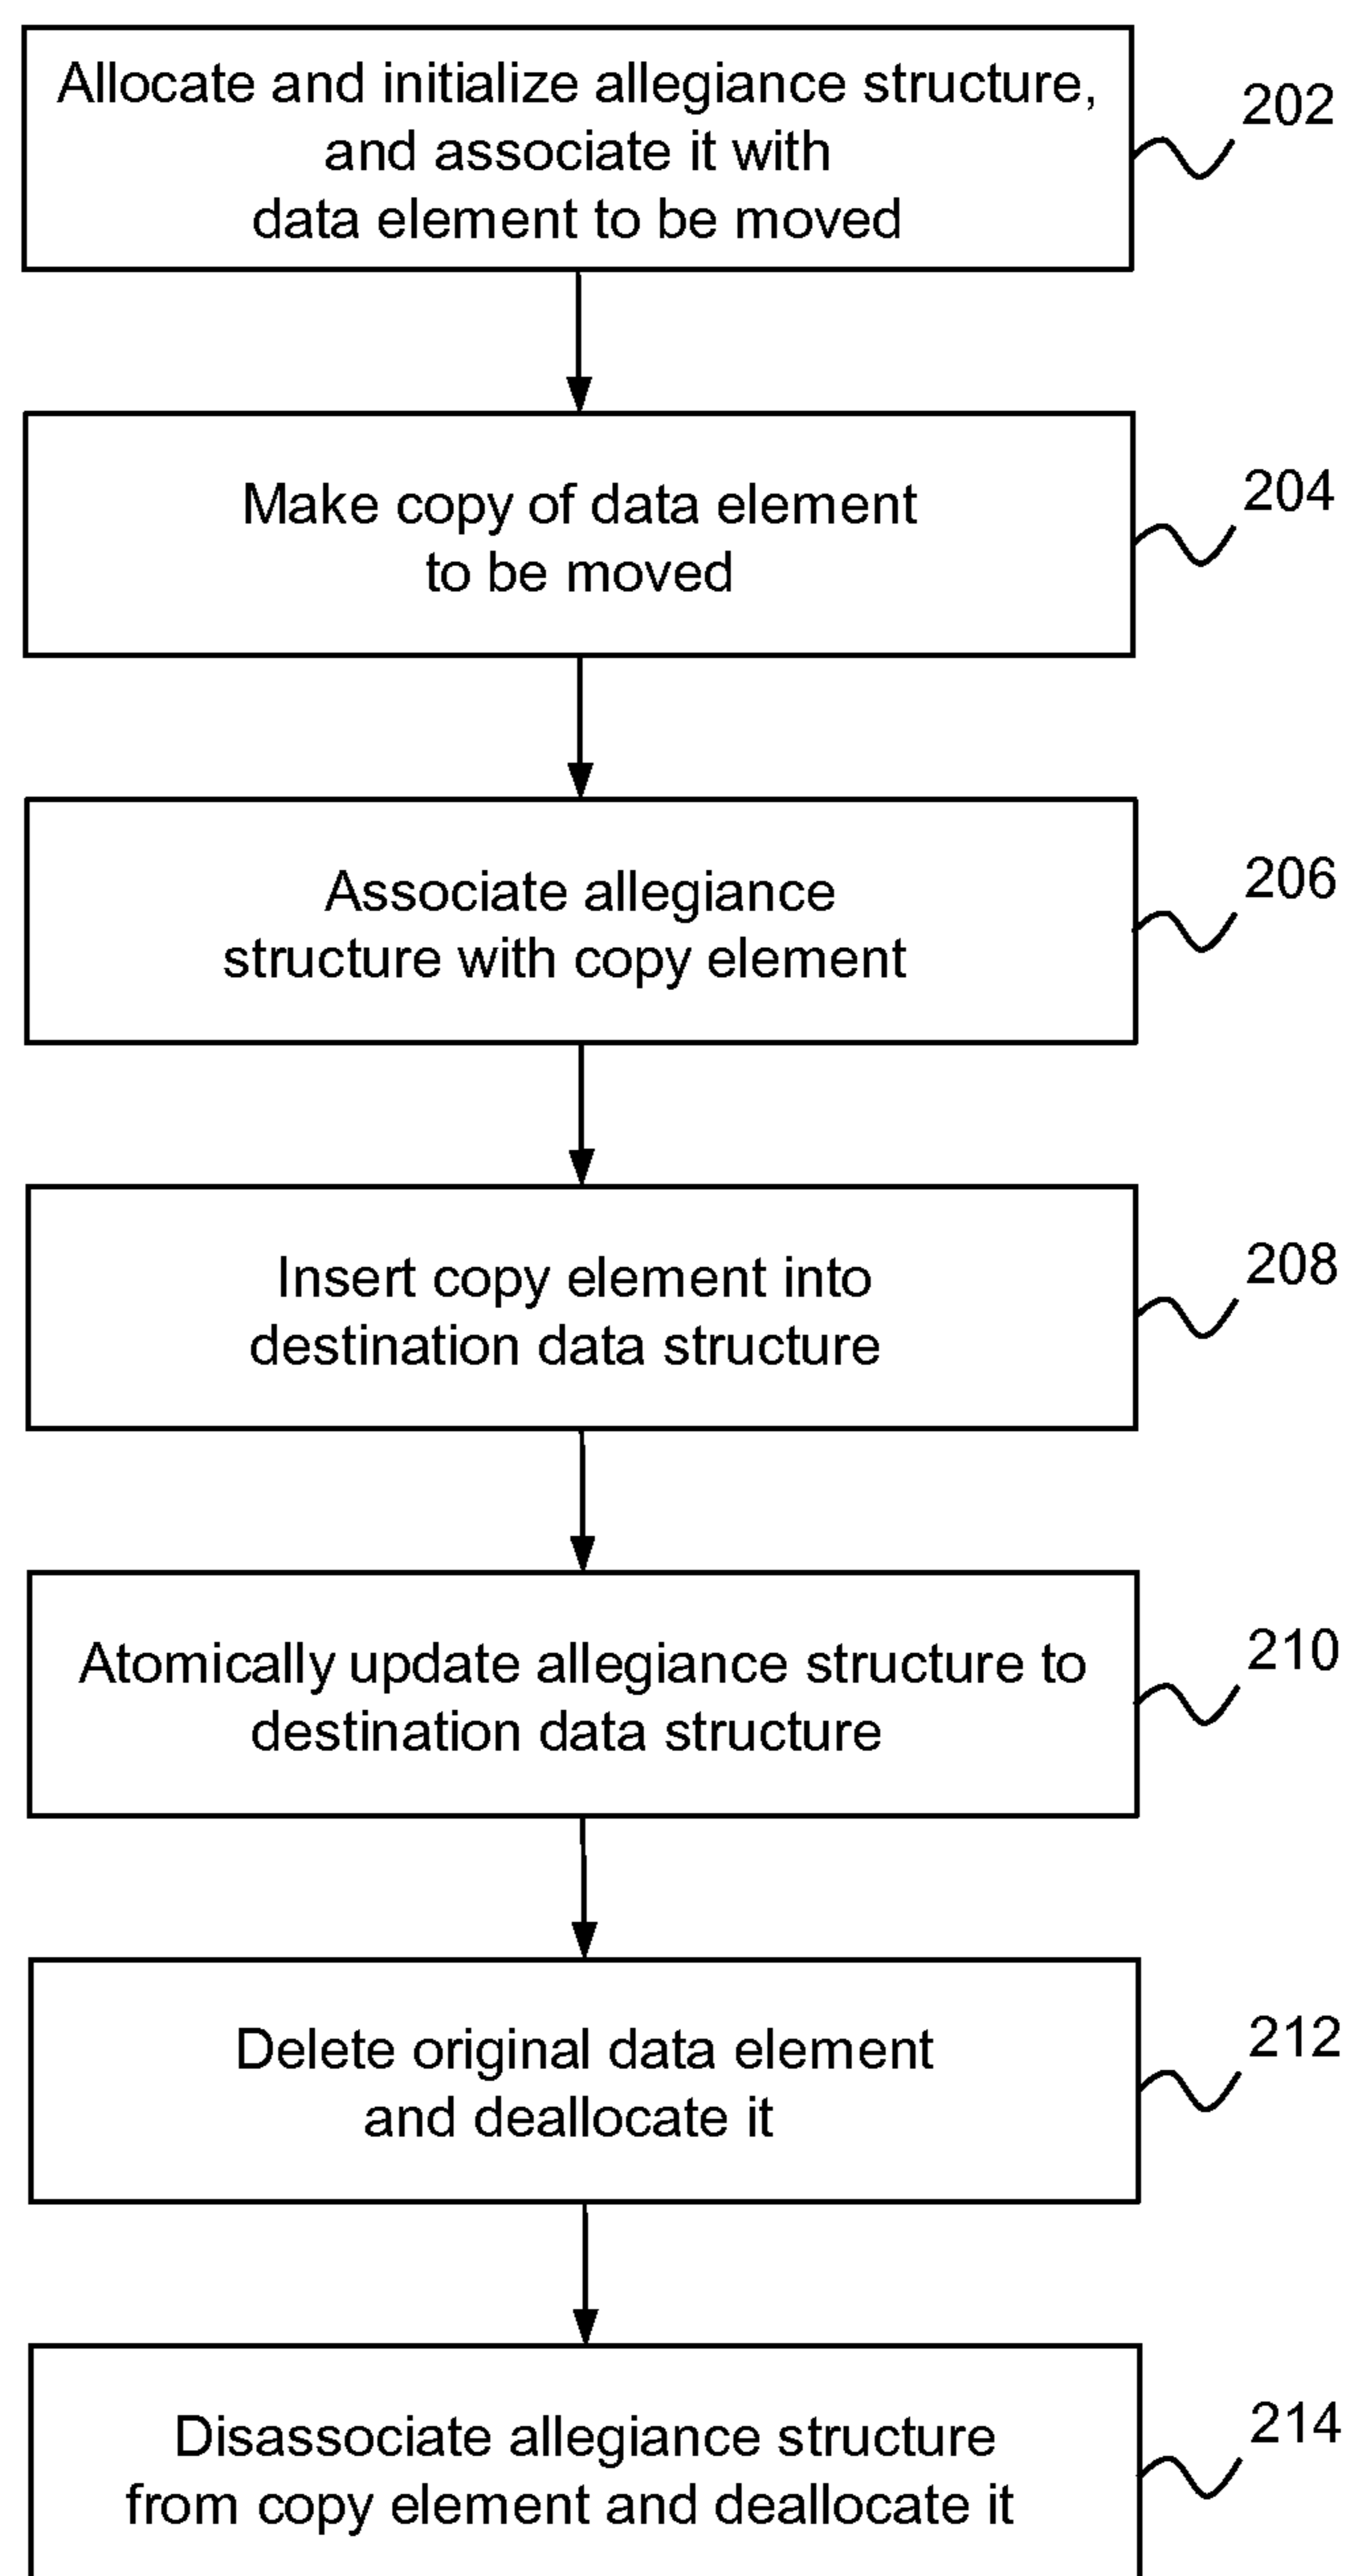 Allocate and initialize allegiance structure,
and associate it with
data element to be moved
202
Make copy of data element
to be moved
204
Associate allegiance
structure with copy element
206
Insert copy element into
destination data structure
208
Atomically update allegiance structure to
destination data structure
210
Delete original data element
and deallocate it
212
Disassociate allegiance structure
from copy element and deallocate it
214